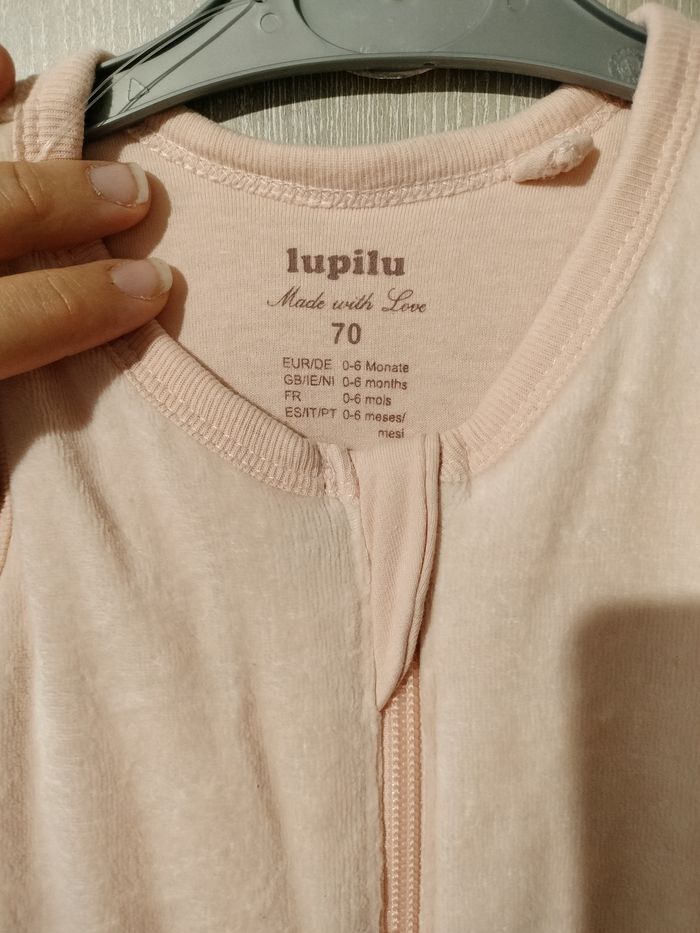 lupilu
Made with Love
70
EUR/DE 0-6 Monate
GB/IE/NI 0-6 months
FR 0-6 mois
ES/IT/PT 0-6 meses/
mesi